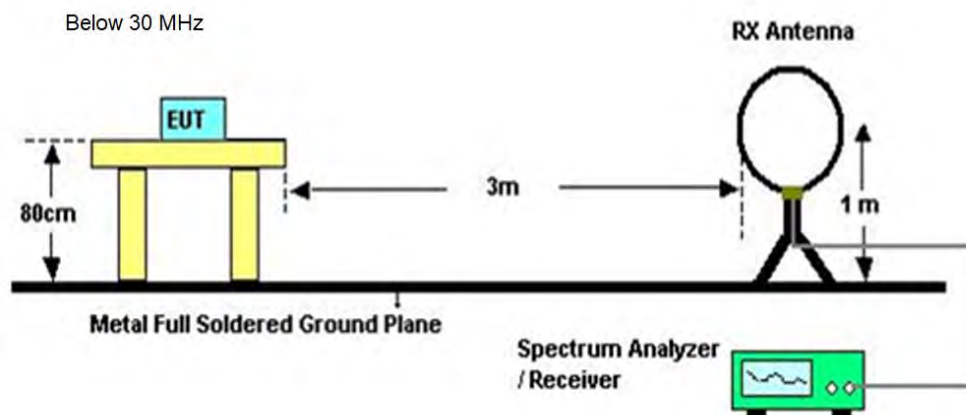 Below 30 MHz
RX Antenna
EUT
80cm
3m
1 m
Metal Full Soldered Ground Plane
Spectrum Analyzer
/ Receiver